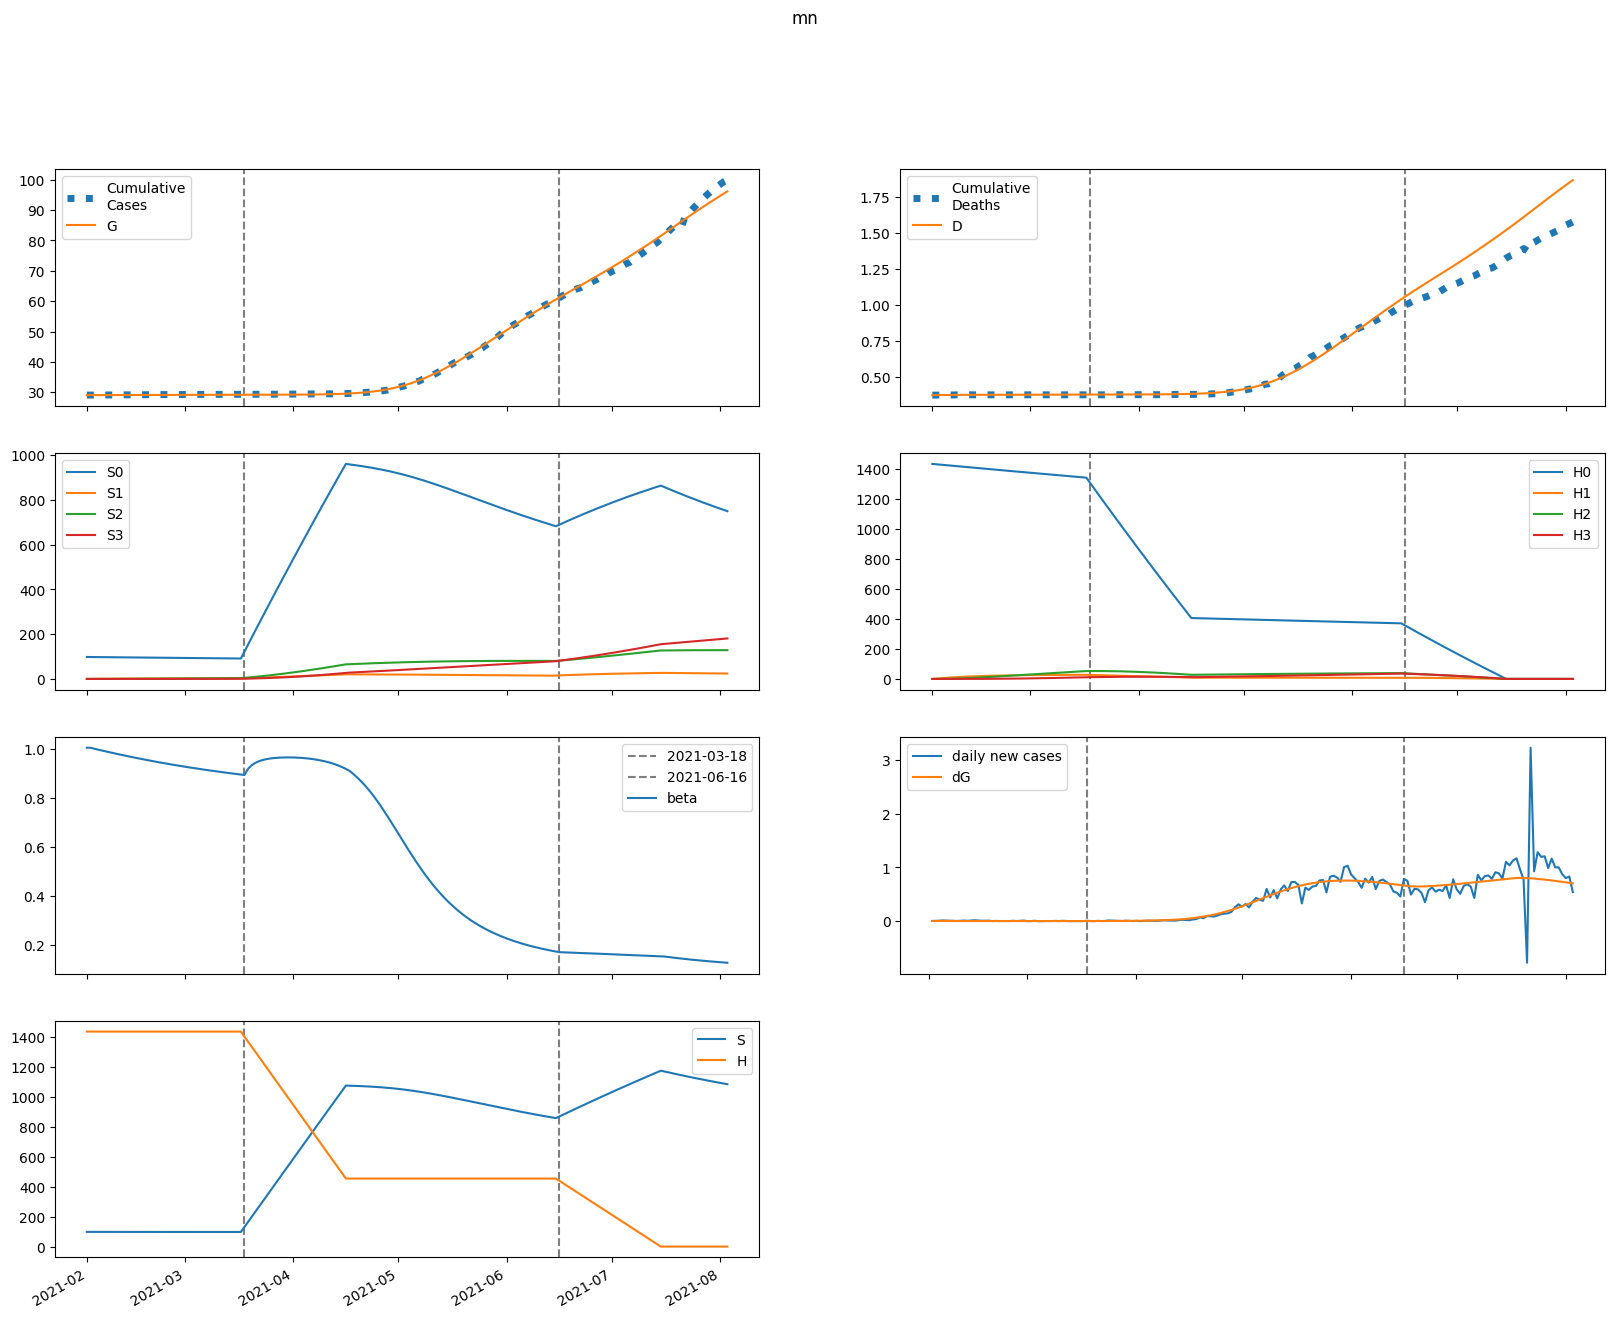 mn
100
90
80
70
60
50
40
30
Cumulative
Cases
G
1.75
1.50
1.25
1.00
0.75
0.50
Cumulative
Deaths
D
1000
800
600
400
200
0
S0
S1
S2
S3
1400
1200
1000
800
600
400
200
0
H0
H1
H2
H3
1.0
0.8
0.6
0.4
0.2
2021-03-18
2021-06-16
beta
3
2
1
0
daily new cases
dG
1400
1200
1000
800
600
400
200
0
S
H
2021-02
2021-03
2021-04
2021-05
2021-06
2021-07
2021-08